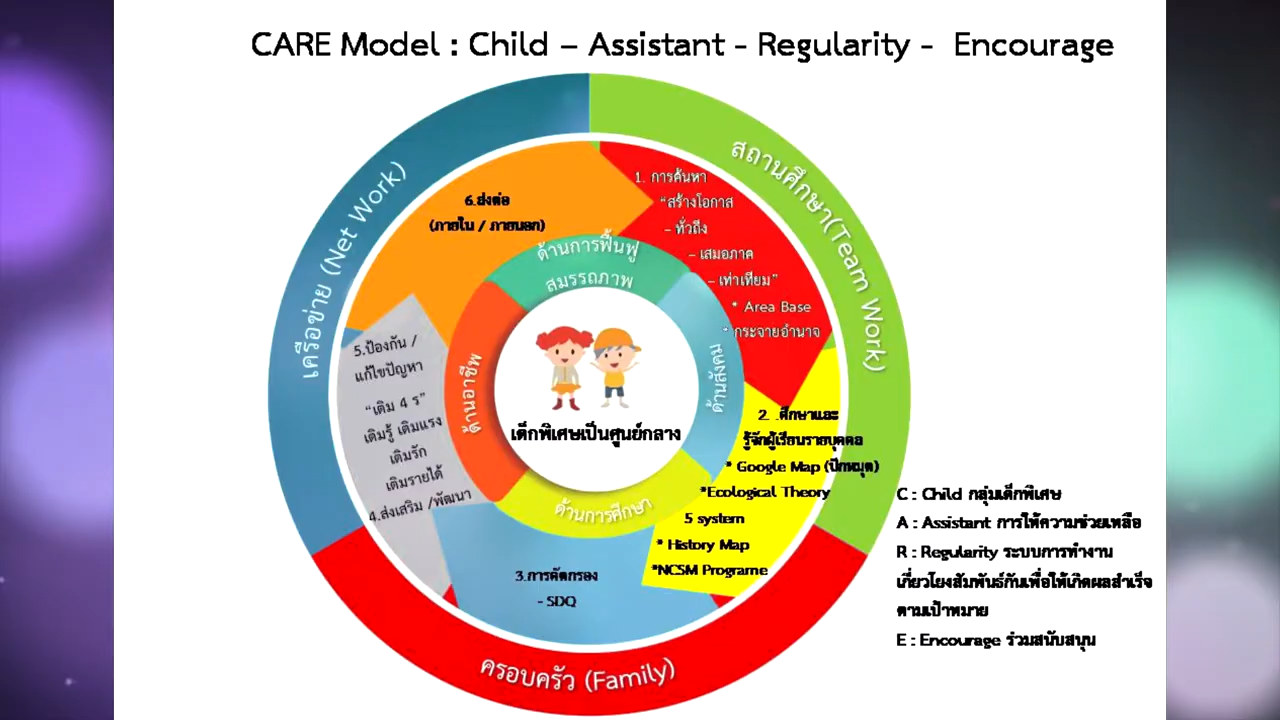 CARE Model : Child – Assistant - Regularity - Encourage
เครือข่าย (Net Work)
สถานศึกษา(Team Work)
ครอบครัว (Family)
1. การค้นหา
“สร้างโอกาส
– ทั่วถึง
– เสมอภาค
– เท่าเทียม”
* Area Base
* กระจายอำนาจ
2. .ศึกษาและ
รู้จักผู้เรียนรายบุคคล
* Google Map (ปักหมุด)
*Ecological Theory
5 system
* History Map
*NCSM Programe
3.การคัดกรอง
- SDQ
4.ส่งเสริม /พัฒนา
5.ป้องกัน /
แก้ไขปัญหา
“เติม 4 ร”
เติมรู้ เติมแรง
เติมรัก
เติมรายได้
6.ส่งต่อ
(ภายใน / ภายนอก)
ด้านการฟื้นฟู
สมรรถภาพ
ด้านสังคม
ด้านการศึกษา
ด้านอาชีพ
เด็กพิเศษเป็นศูนย์กลาง
C : Child กลุ่มเด็กพิเศษ
A : Assistant การให้ความช่วยเหลือ
R : Regularity ระบบการทำงาน
เกี่ยวโยงสัมพันธ์กันเพื่อให้เกิดผลสำเร็จ
ตามเป้าหมาย
E : Encourage ร่วมสนับสนุน